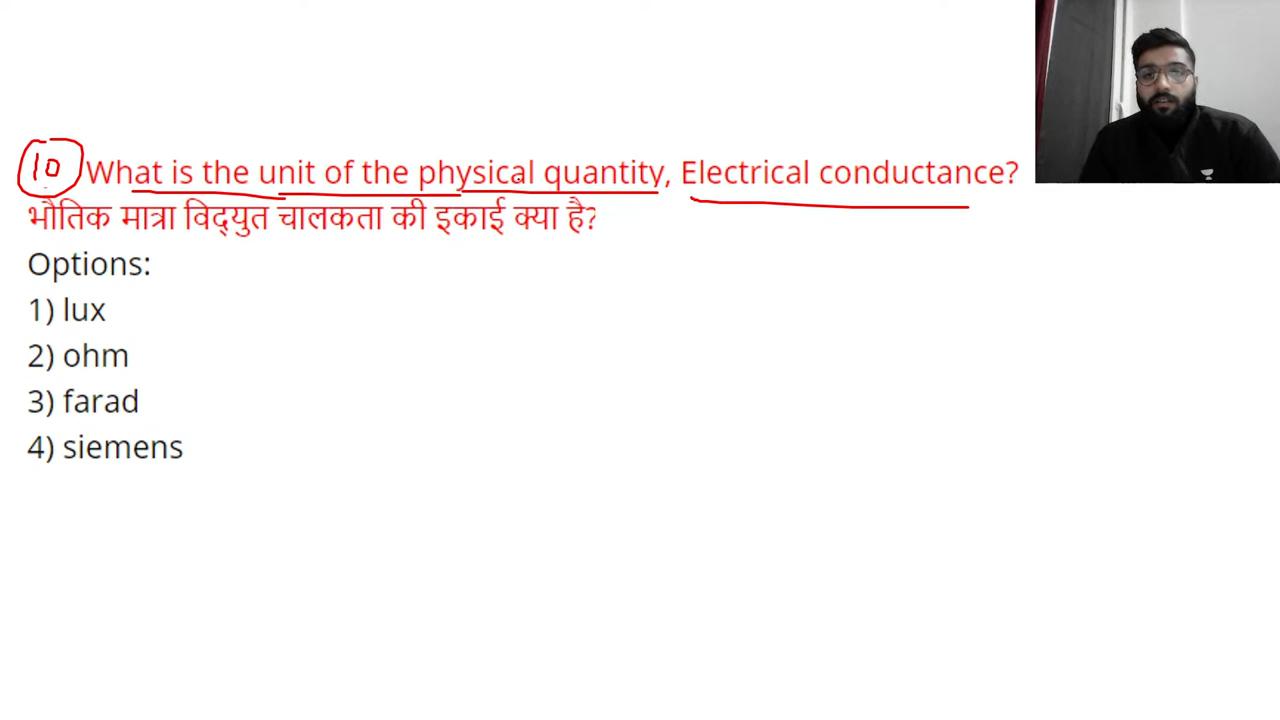 10 What is the unit of the physical quantity, Electrical conductance?
भौतिक मात्रा विद्युत चालकता की इकाई क्या है?
Options:
1) lux
2) ohm
3) farad
4) siemens